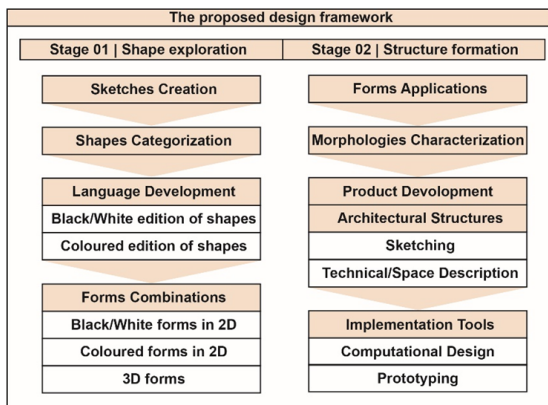 The proposed design framework
Stage 01 | Shape exploration
Stage 02 | Structure formation
Sketches Creation
Shapes Categorization
Language Development
Black/White edition of shapes
Coloured edition of shapes
Forms Combinations
Black/White forms in 2D
Coloured forms in 2D
3D forms
Forms Applications
Morphologies Characterization
Product Devolopment
Architectural Structures
Sketching
Technical/Space Description
Implementation Tools
Computational Design
Prototyping